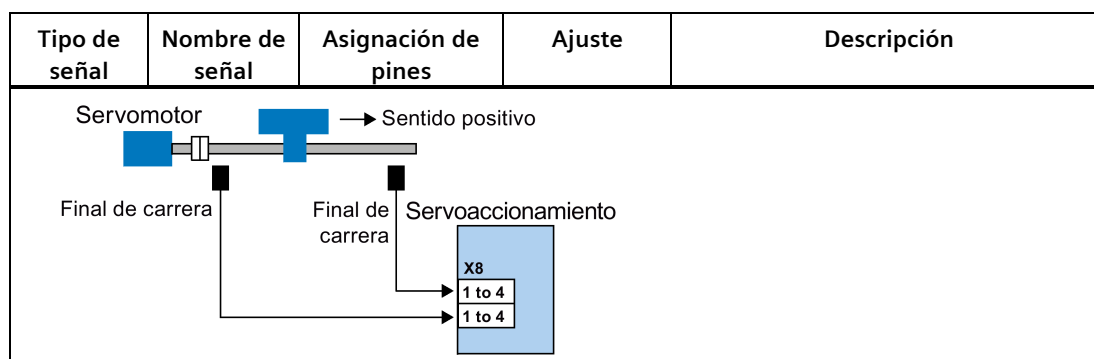 Tipo de señal
Nombre de señal
Asignación de pines
Ajuste
Descripción
Servomotor
Sentido positivo
Final de carrera
Final de carrera
Servoaccionamiento
X8
1 to 4
1 to 4